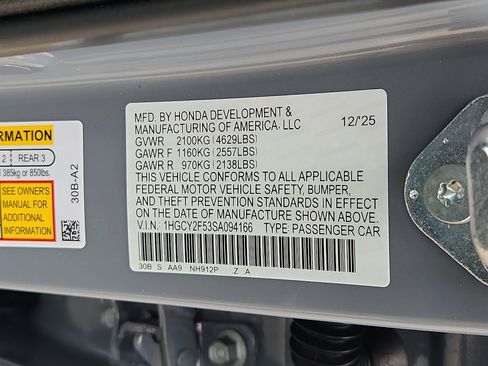 MFD. BY HONDA DEVELOPMENT &
MANUFACTURING OF AMERICA, LLC 12/'25
GVWR 2100KG (4629LBS)
GAWR F 1160KG (2557LBS)
GAWR R 970KG (2138LBS)
THIS VEHICLE CONFORMS TO ALL APPLICABLE
FEDERAL MOTOR VEHICLE SAFETY, BUMPER,
AND THEFT PREVENTION STANDARDS IN EFFECT
ON THE DATE OF MANUFACTURE SHOWN ABOVE.
V.I.N. 1HGCY2F53SA094166 TYPE PASSENGER CAR
30B S AA9 NH912P Z A
RMATION
2 REAR 3
385kg or 850lbs.
SEE OWNER'S
MANUAL FOR
ADDITIONAL
INFORMATION
30B-A2